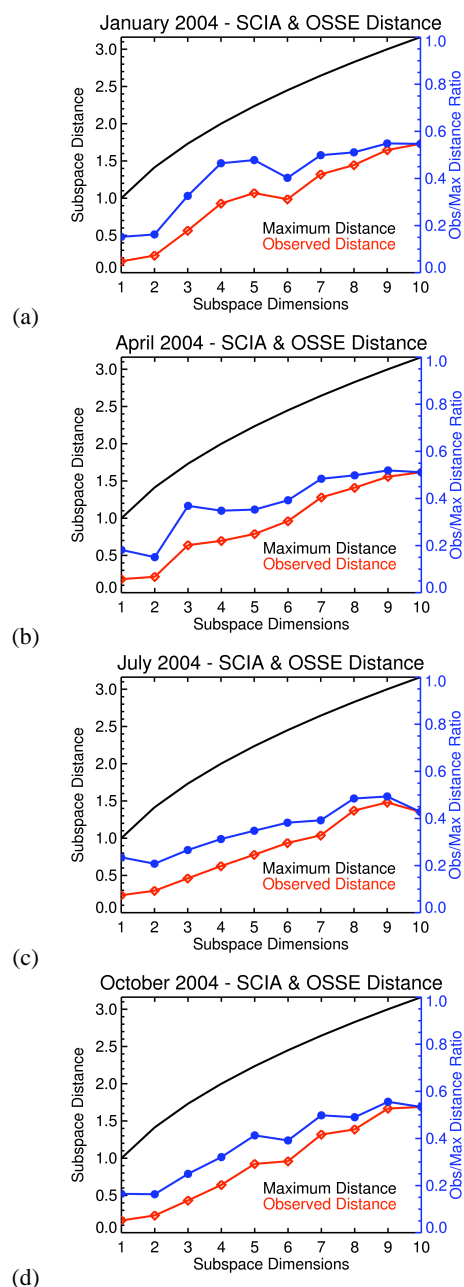 January 2004 - SCIA & OSSE Distance
3.0
2.5
2.0
1.5
1.0
0.5
0.0
Subspace Distance
1.0
0.8
0.6
0.4
0.2
0.0
Obs/Max Distance Ratio
Maximum Distance
Observed Distance
1 2 3 4 5 6 7 8 9 10
Subspace Dimensions
(a)
April 2004 - SCIA & OSSE Distance
3.0
2.5
2.0
1.5
1.0
0.5
0.0
Subspace Distance
1.0
0.8
0.6
0.4
0.2
0.0
Obs/Max Distance Ratio
Maximum Distance
Observed Distance
1 2 3 4 5 6 7 8 9 10
Subspace Dimensions
(b)
July 2004 - SCIA & OSSE Distance
3.0
2.5
2.0
1.5
1.0
0.5
0.0
Subspace Distance
1.0
0.8
0.6
0.4
0.2
0.0
Obs/Max Distance Ratio
Maximum Distance
Observed Distance
1 2 3 4 5 6 7 8 9 10
Subspace Dimensions
(c)
October 2004 - SCIA & OSSE Distance
3.0
2.5
2.0
1.5
1.0
0.5
0.0
Subspace Distance
1.0
0.8
0.6
0.4
0.2
0.0
Obs/Max Distance Ratio
Maximum Distance
Observed Distance
1 2 3 4 5 6 7 8 9 10
Subspace Dimensions
(d)